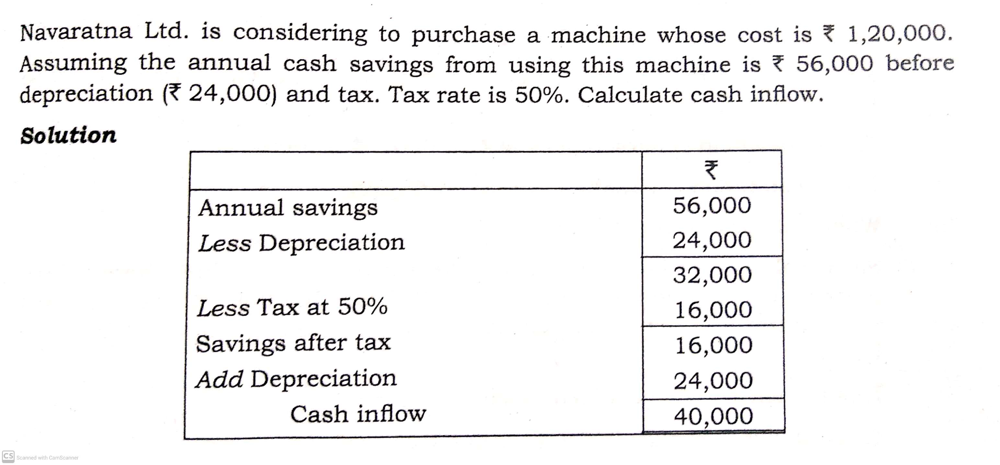 Navaratna Ltd. is considering to purchase a machine whose cost is ₹ 1,20,000.
Assuming the annual cash savings from using this machine is ₹ 56,000 before
depreciation (₹ 24,000) and tax. Tax rate is 50%. Calculate cash inflow.
Solution
₹
Annual savings 56,000
Less Depreciation 24,000
32,000
Less Tax at 50% 16,000
Savings after tax 16,000
Add Depreciation 24,000
Cash inflow 40,000
CS Scanned with CamScanner